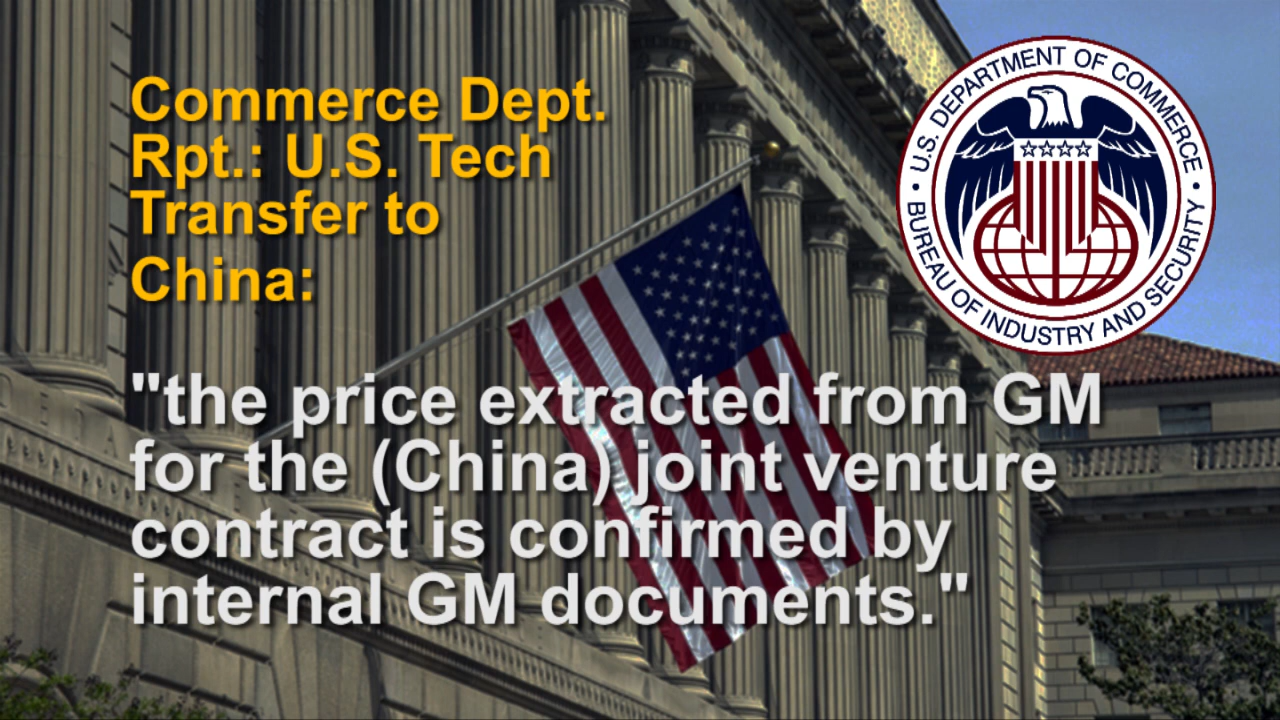 Commerce Dept.
Rpt.: U.S. Tech
Transfer to
China:
U.S. DEPARTMENT OF COMMERCE
BUREAU OF INDUSTRY AND SECURITY
"the price extracted from GM
for the (China) joint venture
contract is confirmed by
internal GM documents."